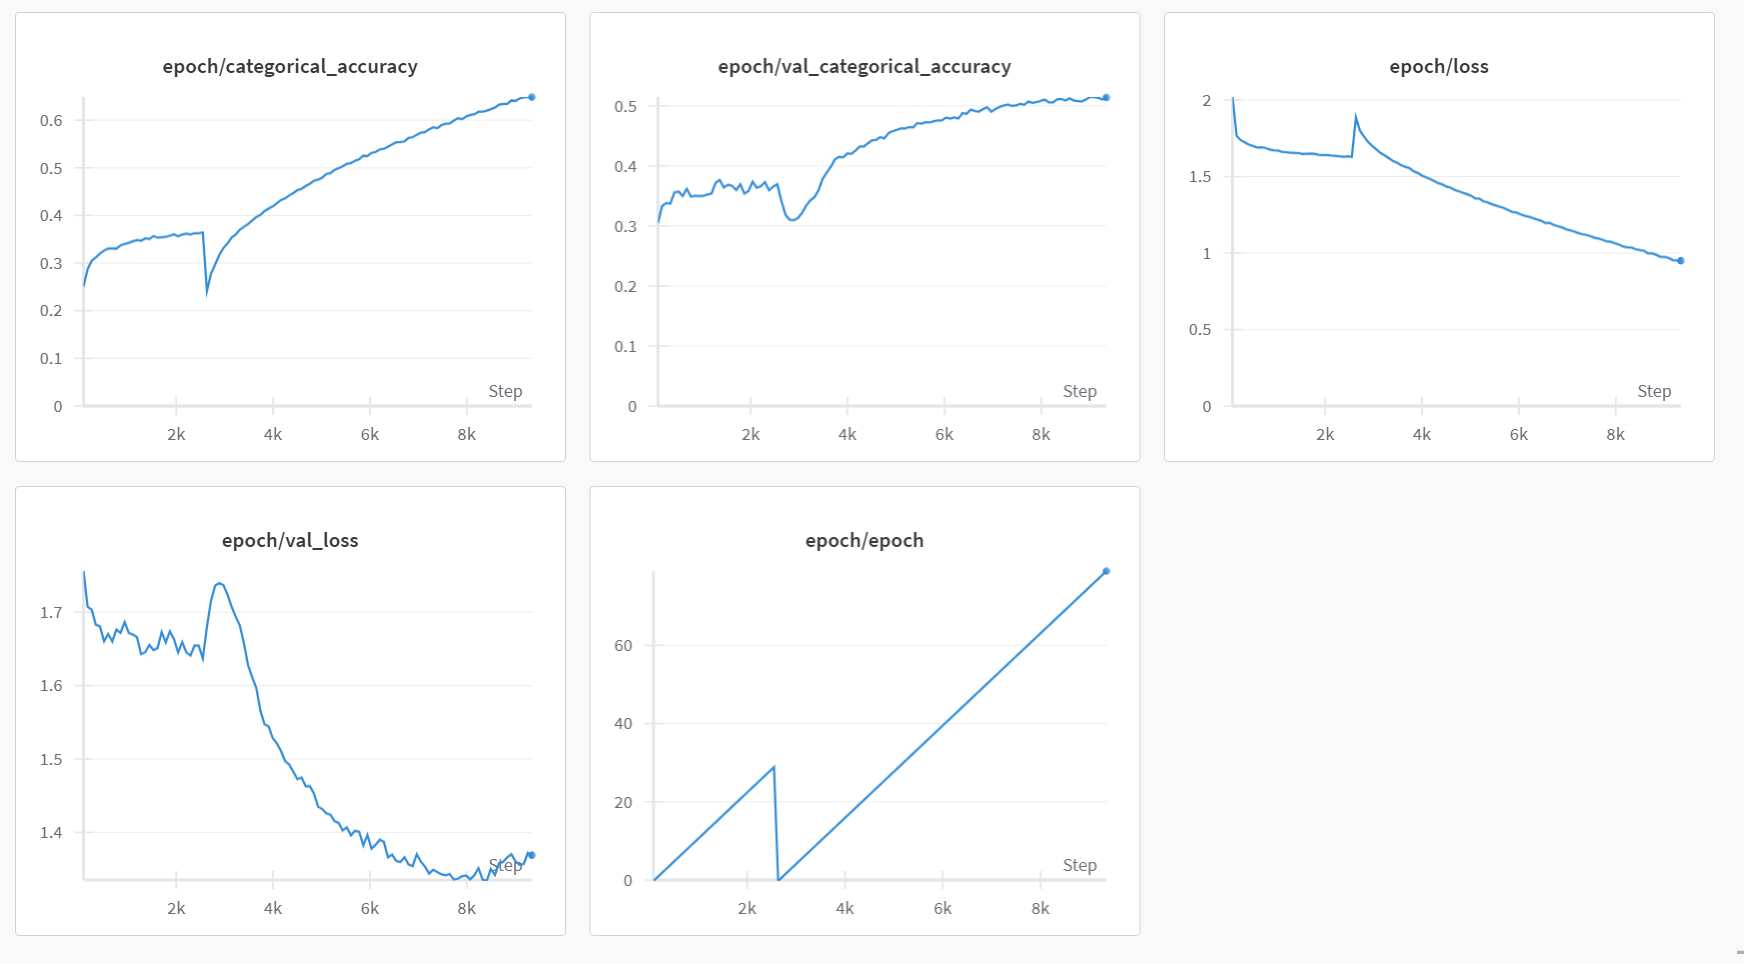 epoch/categorical_accuracy
0.6
0.5
0.4
0.3
0.2
0.1
0
Step
2k 4k 6k 8k
epoch/val_categorical_accuracy
0.5
0.4
0.3
0.2
0.1
0
Step
2k 4k 6k 8k
epoch/loss
2
1.5
1
0.5
0
Step
2k 4k 6k 8k
epoch/val_loss
1.7
1.6
1.5
1.4
Step
2k 4k 6k 8k
epoch/epoch
60
40
20
0
Step
2k 4k 6k 8k